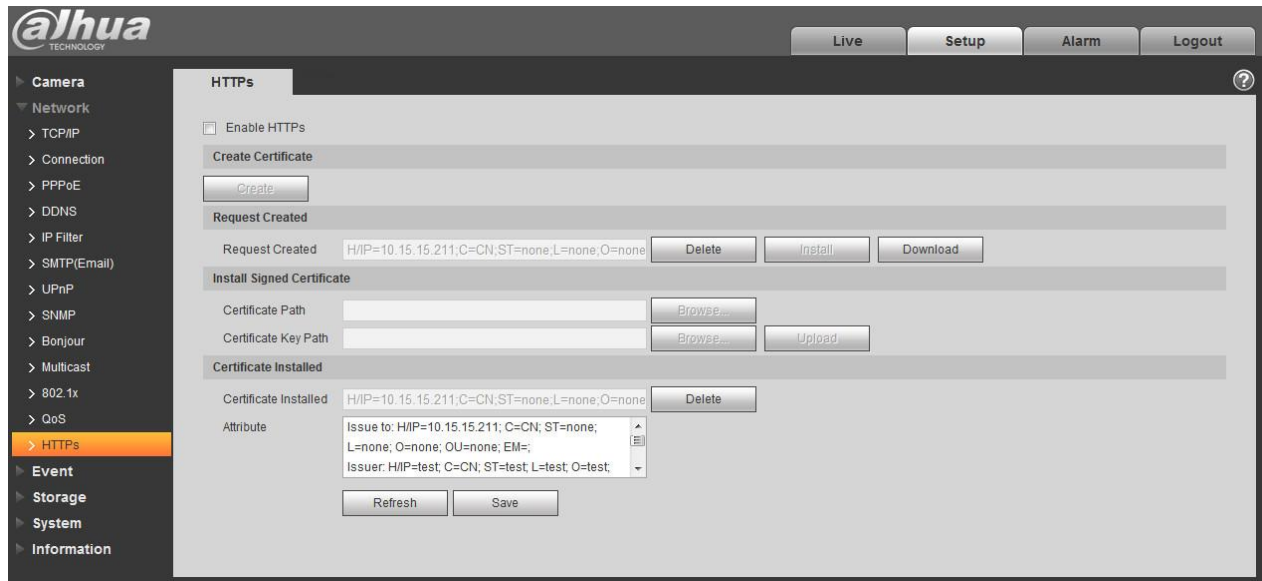 alhua
TECHNOLOGY
Live
Setup
Alarm
Logout
Camera
Network
TCP/IP
Connection
PPPoE
DDNS
IP Filter
SMTP(Email)
UPnP
SNMP
Bonjour
Multicast
802.1x
QoS
HTTPs
Event
Storage
System
Information
HTTPs
?
Enable HTTPs
Create Certificate
Create
Request Created
Request Created H/IP=10.15.15.211;C=CN;ST=none;L=none;O=none Delete Install Download
Install Signed Certificate
Certificate Path Browse...
Certificate Key Path Browse... Upload
Certificate Installed
Certificate Installed H/IP=10.15.15.211;C=CN;ST=none;L=none;O=none Delete
Attribute Issue to: H/IP=10.15.15.211; C=CN; ST=none;
L=none; O=none; OU=none; EM=;
Issuer: H/IP=test; C=CN; ST=test; L=test; O=test;
Refresh Save